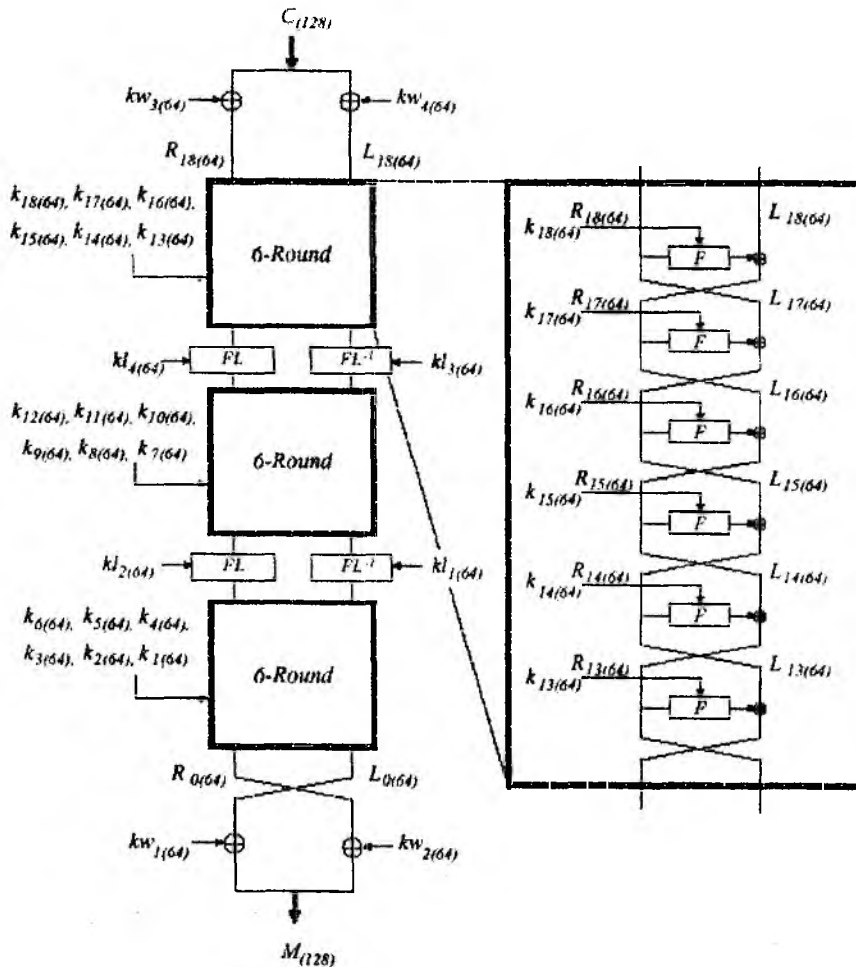 C(128)
kw3(64)
kw4(64)
R18(64)
L18(64)
k18(64), k17(64), k16(64),
k15(64), k14(64), k13(64)
6-Round
kl4(64)
FL
FL-1
kl3(64)
k12(64), k11(64), k10(64),
k9(64), k8(64), k7(64)
6-Round
kl2(64)
FL
FL-1
kl1(64)
k6(64), k5(64), k4(64),
k3(64), k2(64), k1(64)
6-Round
R0(64)
L0(64)
kw1(64)
kw2(64)
M(128)
R18(64)
L18(64)
k18(64)
F
R17(64)
L17(64)
k17(64)
F
R16(64)
L16(64)
k16(64)
F
R15(64)
L15(64)
k15(64)
F
R14(64)
L14(64)
k14(64)
F
R13(64)
L13(64)
k13(64)
F